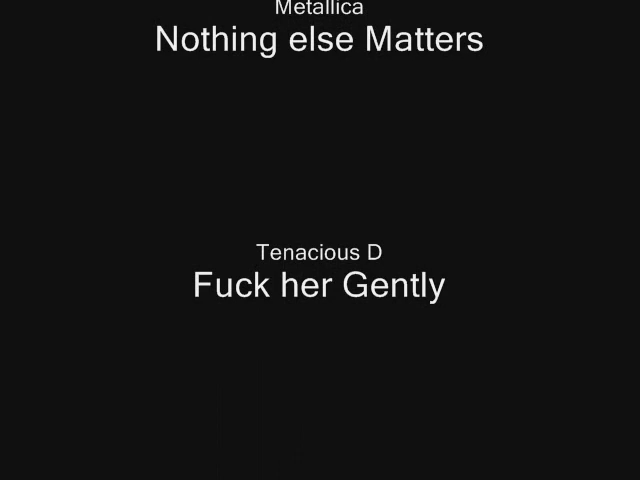 Metallica
Nothing else Matters
Tenacious D
Fuck her Gently